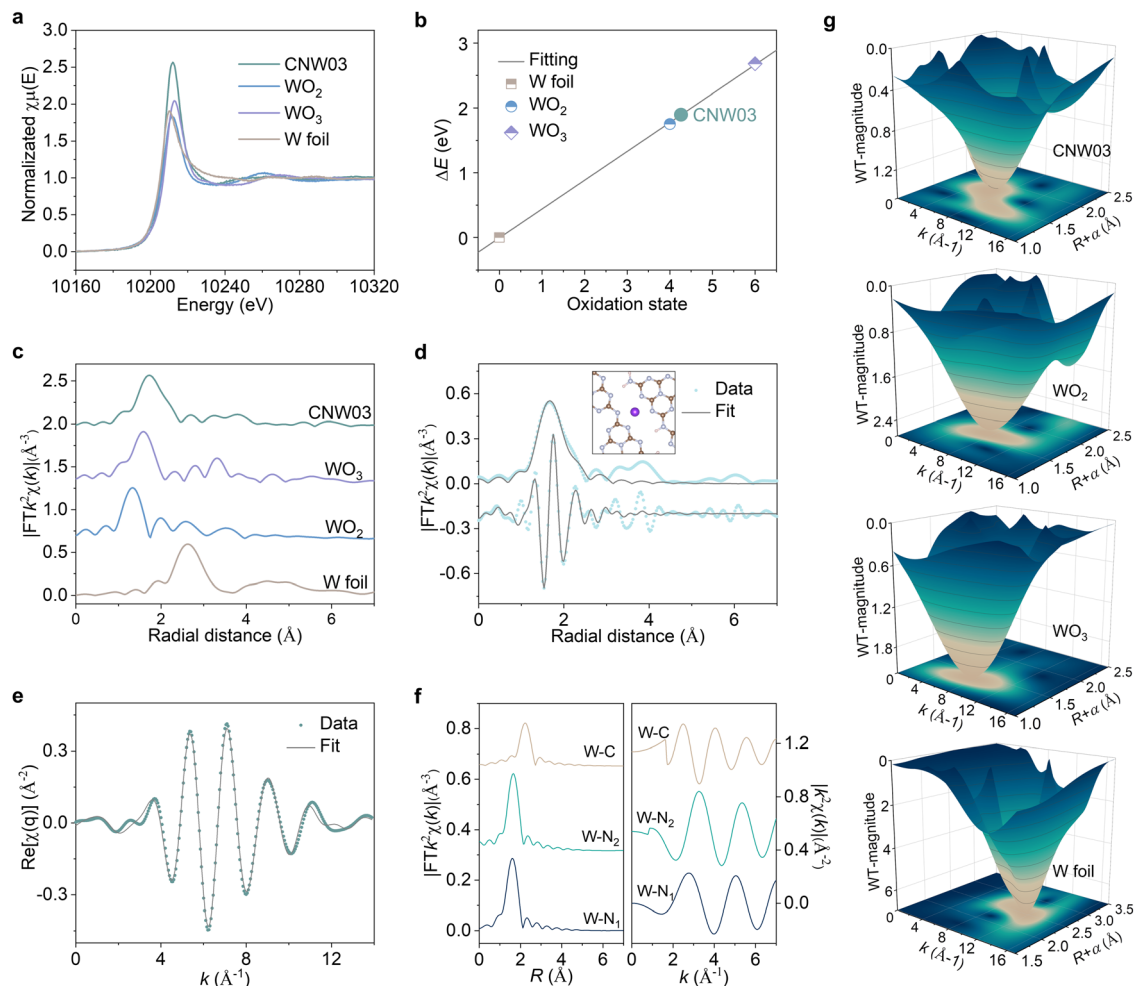 a
3.0
2.5
2.0
1.5
1.0
0.5
0.0
Normalizated χμ(E)
CNW03
WO₂
WO₃
W foil
10160 10200 10240 10280 10320
Energy (eV)
b
3
2
1
0
ΔE (eV)
Fitting
W foil
WO₂
WO₃
CNW03
0 1 2 3 4 5 6
Oxidation state
c
2.5
2.0
1.5
1.0
0.5
0.0
|FTk²χ(k)|(Å⁻³)
CNW03
WO₃
WO₂
W foil
0 2 4 6
Radial distance (Å)
d
0.6
0.3
0.0
-0.3
-0.6
|FTk²χ(k)|(Å⁻³)
Data
Fit
0 2 4 6
Radial distance (Å)
e
0.3
0.0
-0.3
Re[χ(q)] (Å⁻²)
Data
Fit
0 4 8 12
k (Å⁻¹)
f
0.8
0.6
0.4
0.2
0.0
|FTk²χ(k)|(Å⁻³)
W-C
W-N₂
W-N₁
0 2 4 6
R (Å)
W-C
W-N₂
W-N₁
1.2
0.8
0.4
0.0
|k²χ(k)|(Å⁻²)
0 2 4 6
k (Å⁻¹)
g
0.0
0.4
0.8
1.2
WT-magnitude
CNW03
0 4 8 12 16
k (Å-1)
1.0 1.5 2.0 2.5
R+α (Å)
0.0
0.8
1.6
2.4
WT-magnitude
WO₂
0 4 8 12 16
k (Å-1)
1.0 1.5 2.0 2.5
R+α (Å)
0.0
0.6
1.2
1.8
WT-magnitude
WO₃
0 4 8 12 16
k (Å-1)
1.0 1.5 2.0 2.5
R+α (Å)
0
2
4
6
WT-magnitude
W foil
0 4 8 12 16
k (Å-1)
1.5 2.0 2.5 3.0 3.5
R+α (Å)